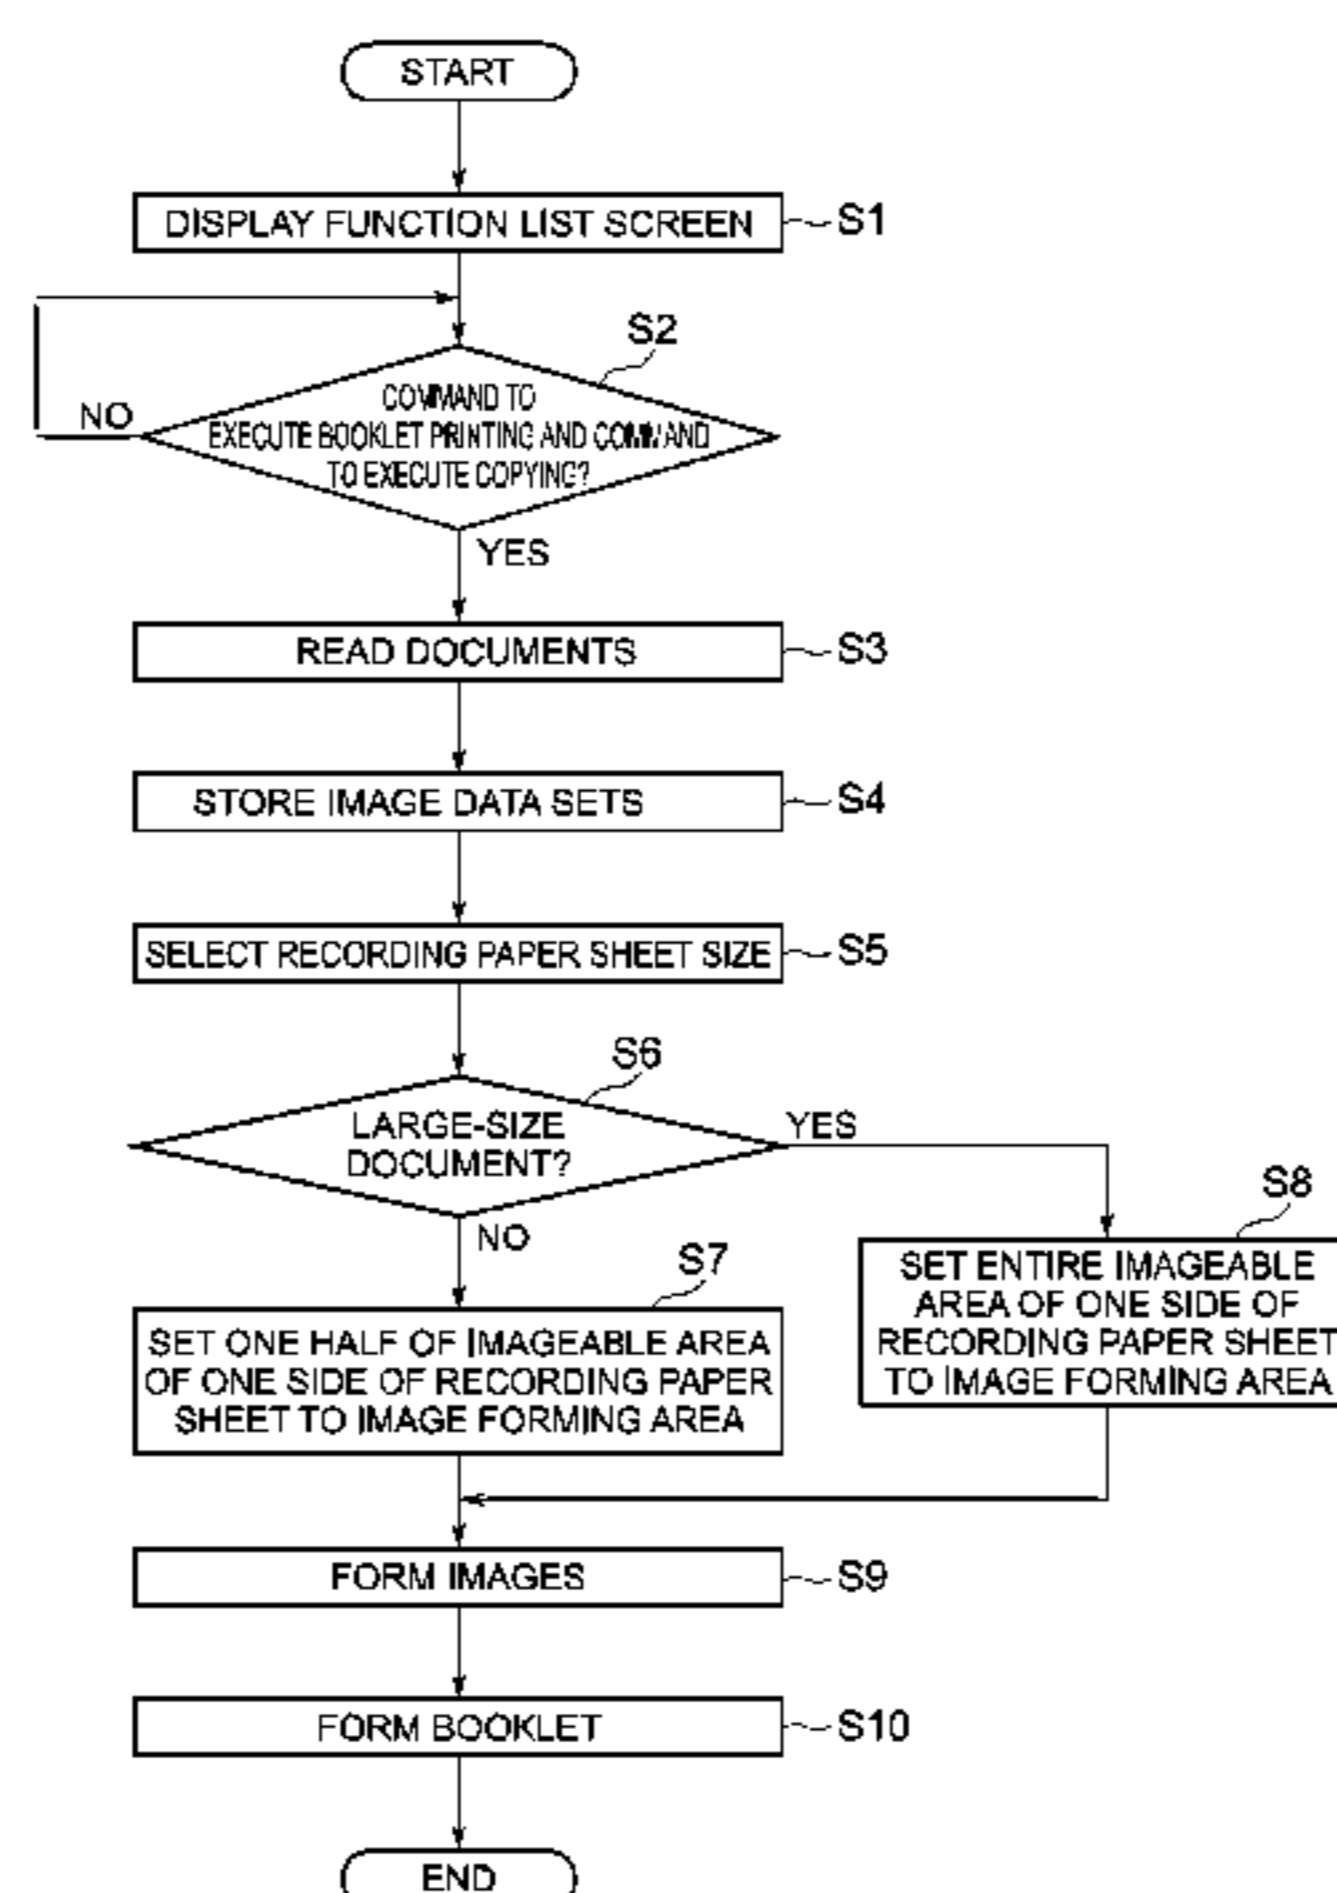 START
DISPLAY FUNCTION LIST SCREEN
S1
S2
COMMAND TO
EXECUTE BOOKLET PRINTING AND COMMAND
TO EXECUTE COPYING?
NO
YES
READ DOCUMENTS
S3
STORE IMAGE DATA SETS
S4
SELECT RECORDING PAPER SHEET SIZE
S5
S6
LARGE-SIZE
DOCUMENT?
YES
NO
S7
SET ONE HALF OF IMAGEABLE AREA
OF ONE SIDE OF RECORDING PAPER
SHEET TO IMAGE FORMING AREA
S8
SET ENTIRE IMAGEABLE
AREA OF ONE SIDE OF
RECORDING PAPER SHEET
TO IMAGE FORMING AREA
FORM IMAGES
S9
FORM BOOKLET
S10
END